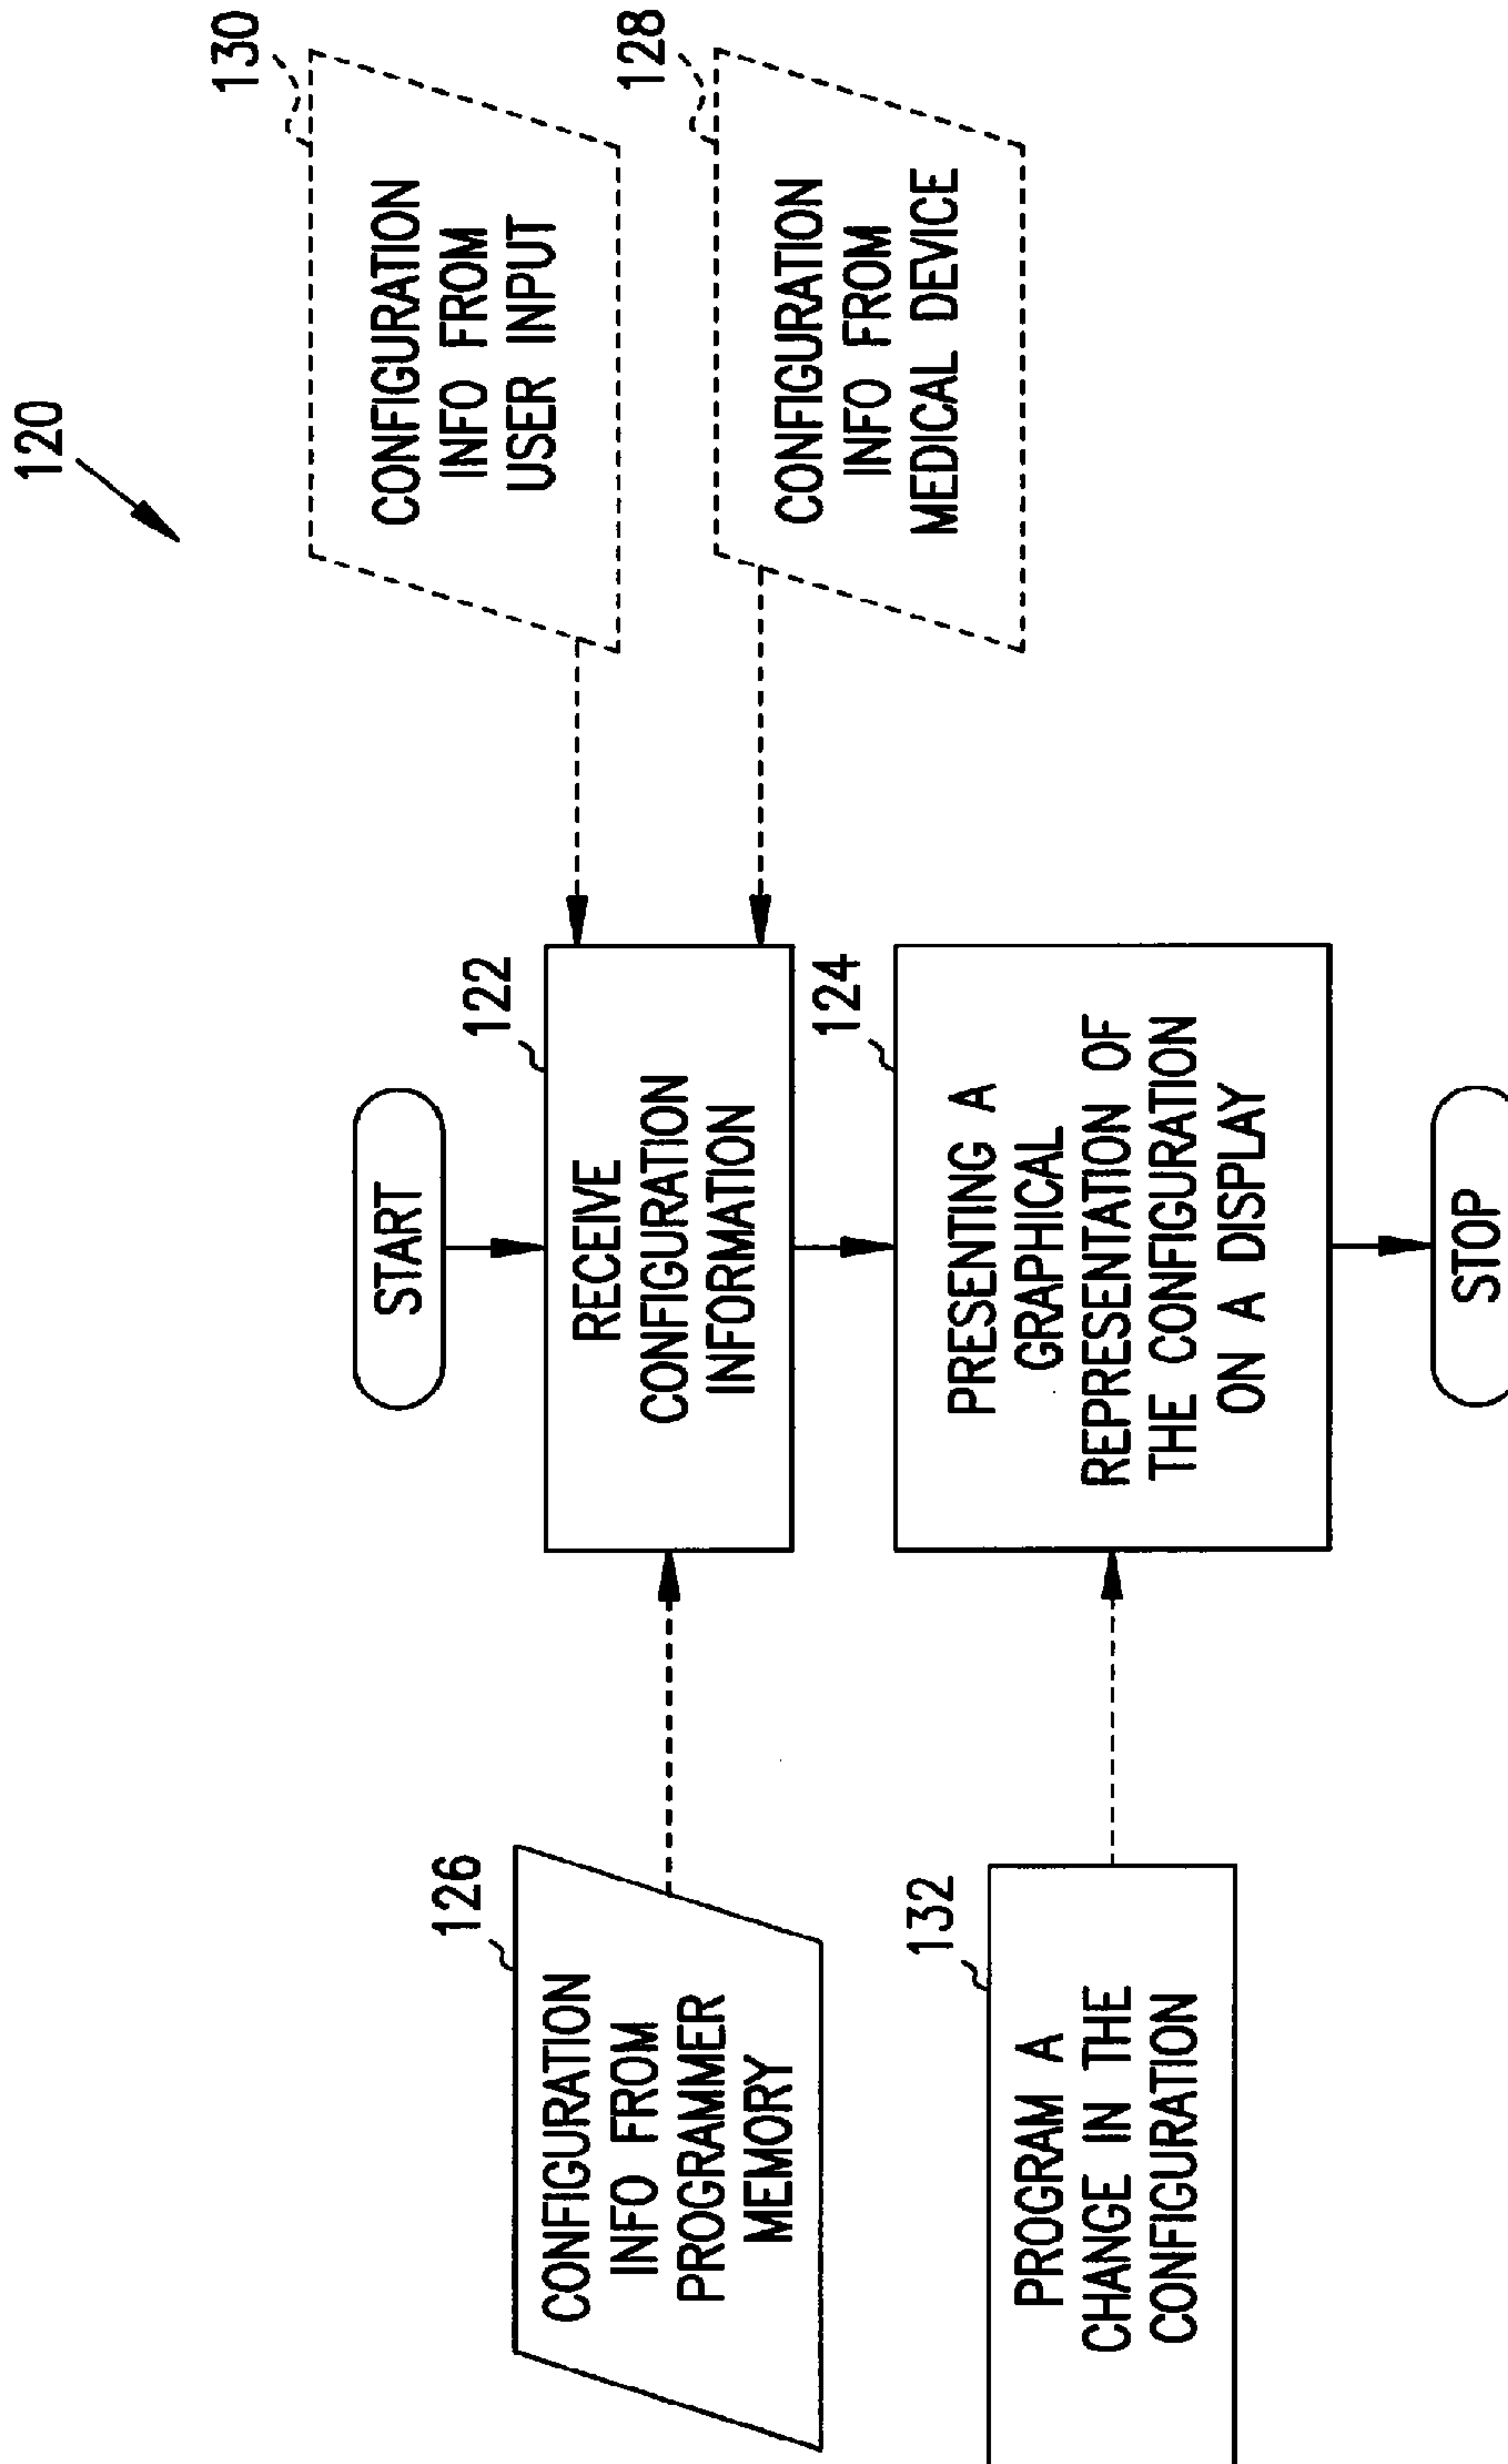 120
START
130
CONFIGURATION
INFO FROM
USER INPUT
126
CONFIGURATION
INFO FROM
PROGRAMMER
MEMORY
122
RECEIVE
CONFIGURATION
INFORMATION
128
CONFIGURATION
INFO FROM
MEDICAL DEVICE
132
PROGRAM A
CHANGE IN THE
CONFIGURATION
124
PRESENTING A
GRAPHICAL
REPRESENTATION OF
THE CONFIGURATION
ON A DISPLAY
STOP